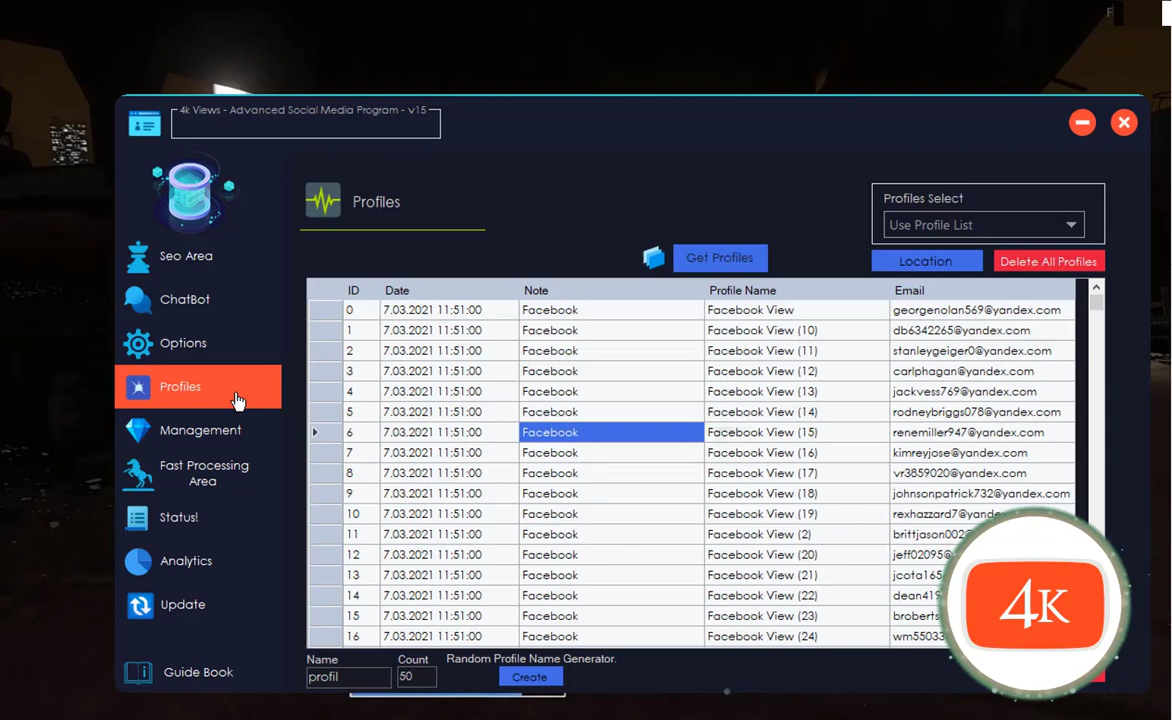 F
4k Views - Advanced Social Media Program - v15
Profiles
Profiles Select
Use Profile List
Get Profiles
Location
Delete All Profiles
Seo Area
ChatBot
Options
Profiles
Management
Fast Processing
Area
Status!
Analytics
Update
Guide Book
ID Date Note Profile Name Email
0 7.03.2021 11:51:00 Facebook Facebook View georgenolan569@yandex.com
1 7.03.2021 11:51:00 Facebook Facebook View (10) db6342265@yandex.com
2 7.03.2021 11:51:00 Facebook Facebook View (11) stanleygeiger0@yandex.com
3 7.03.2021 11:51:00 Facebook Facebook View (12) carlphagan@yandex.com
4 7.03.2021 11:51:00 Facebook Facebook View (13) jackvess769@yandex.com
5 7.03.2021 11:51:00 Facebook Facebook View (14) rodneybriggs078@yandex.com
6 7.03.2021 11:51:00 Facebook Facebook View (15) renemiller947@yandex.com
7 7.03.2021 11:51:00 Facebook Facebook View (16) kimreyjose@yandex.com
8 7.03.2021 11:51:00 Facebook Facebook View (17) vr3859020@yandex.com
9 7.03.2021 11:51:00 Facebook Facebook View (18) johnsonpatrick732@yandex.com
10 7.03.2021 11:51:00 Facebook Facebook View (19) rexhazzard7@yandex
11 7.03.2021 11:51:00 Facebook Facebook View (2) brittjason002
12 7.03.2021 11:51:00 Facebook Facebook View (20) jeff02095@
13 7.03.2021 11:51:00 Facebook Facebook View (21) jcota165
14 7.03.2021 11:51:00 Facebook Facebook View (22) dean419
15 7.03.2021 11:51:00 Facebook Facebook View (23) broberts
16 7.03.2021 11:51:00 Facebook Facebook View (24) wm55033
Name Count Random Profile Name Generator.
profil 50 Create
4K